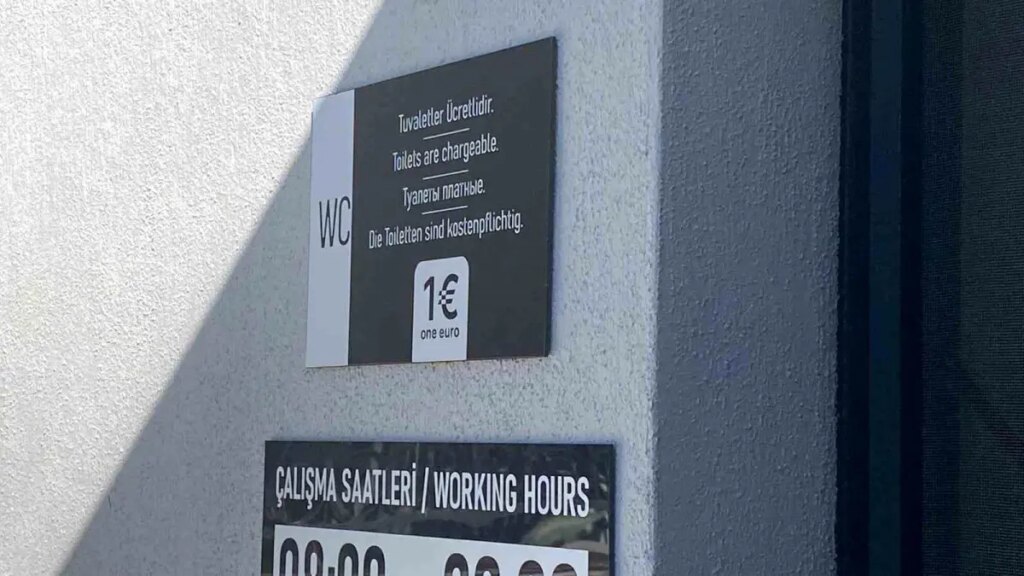 WC
Tuvaletler Ücretlidir.
Toilets are chargeable.
Туалеты платные.
Die Toiletten sind kostenpflichtig.
1€
one euro
ÇALIŞMA SAATLERİ / WORKING HOURS